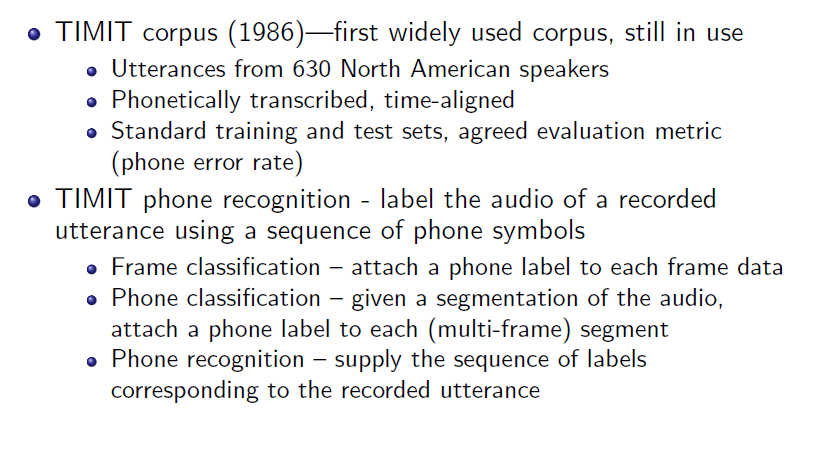 TIMIT corpus (1986)—first widely used corpus, still in use
Utterances from 630 North American speakers
Phonetically transcribed, time-aligned
Standard training and test sets, agreed evaluation metric
(phone error rate)
TIMIT phone recognition - label the audio of a recorded
utterance using a sequence of phone symbols
Frame classification – attach a phone label to each frame data
Phone classification – given a segmentation of the audio,
attach a phone label to each (multi-frame) segment
Phone recognition – supply the sequence of labels
corresponding to the recorded utterance